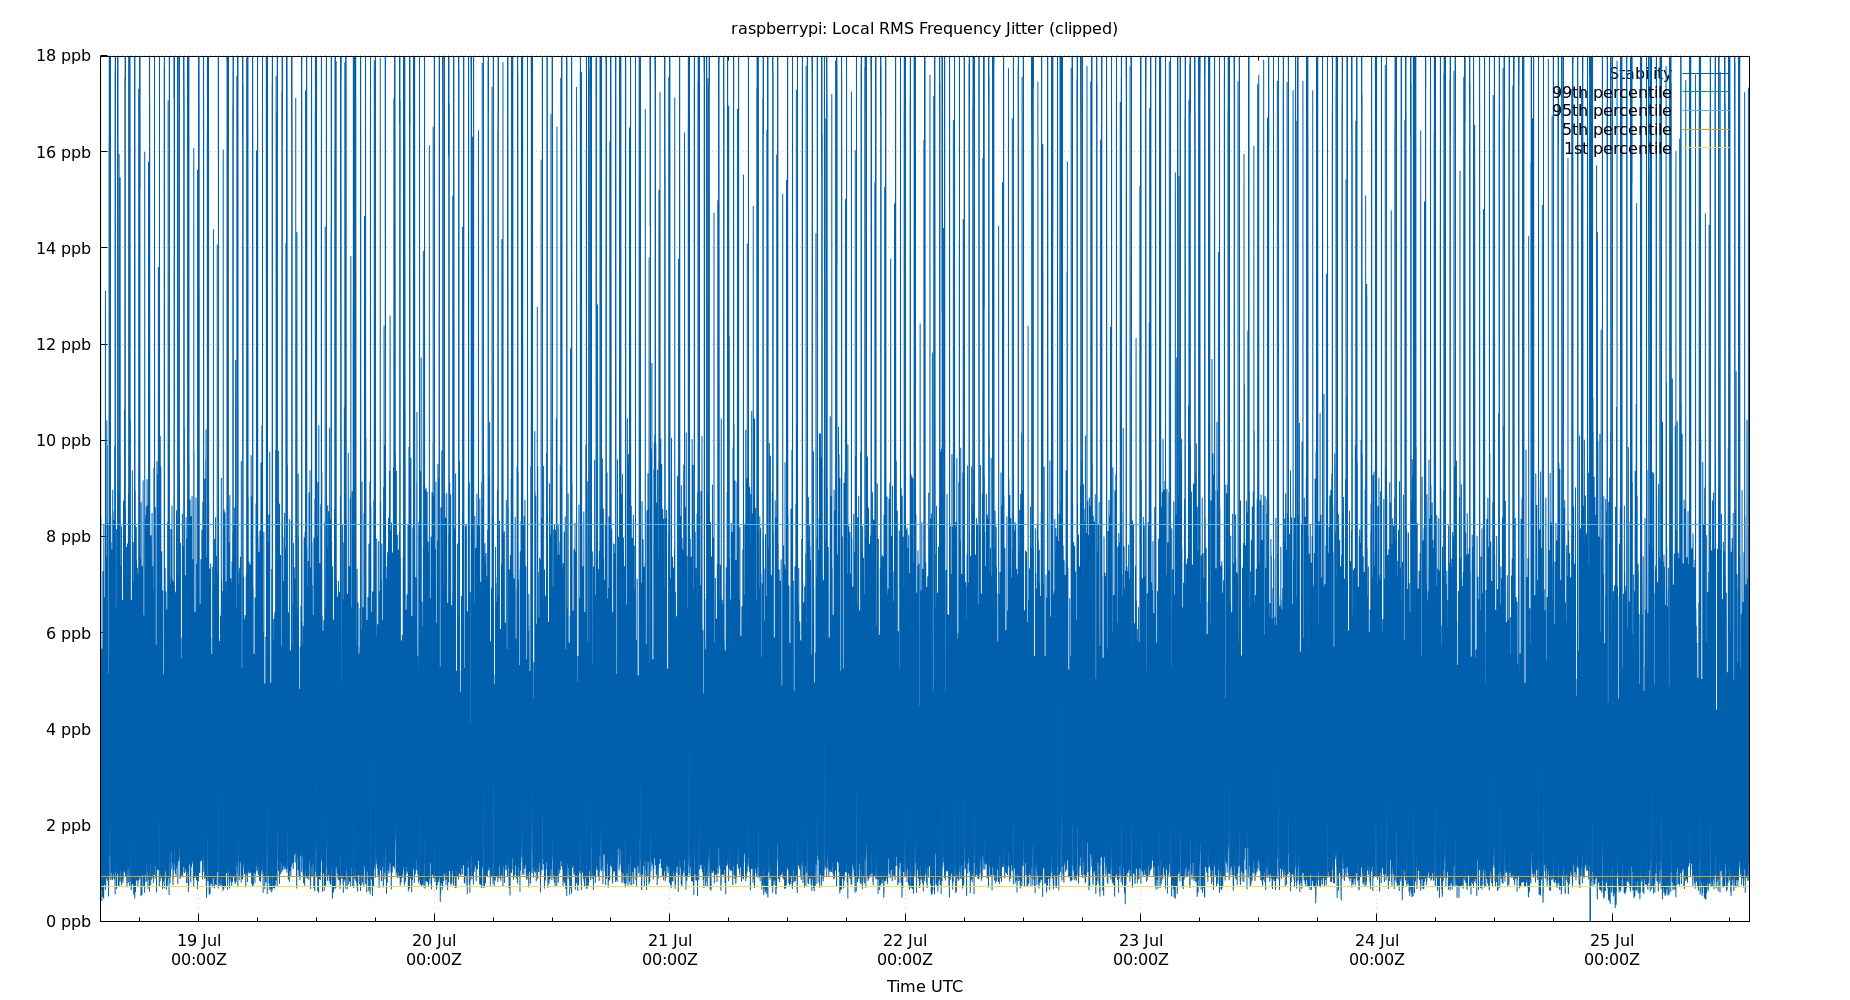 raspberrypi: Local RMS Frequency Jitter (clipped)
18 ppb
16 ppb
14 ppb
12 ppb
10 ppb
8 ppb
6 ppb
4 ppb
2 ppb
0 ppb
Stability
99th percentile
95th percentile
5th percentile
1st percentile
19 Jul
00:00Z
20 Jul
00:00Z
21 Jul
00:00Z
22 Jul
00:00Z
23 Jul
00:00Z
24 Jul
00:00Z
25 Jul
00:00Z
Time UTC